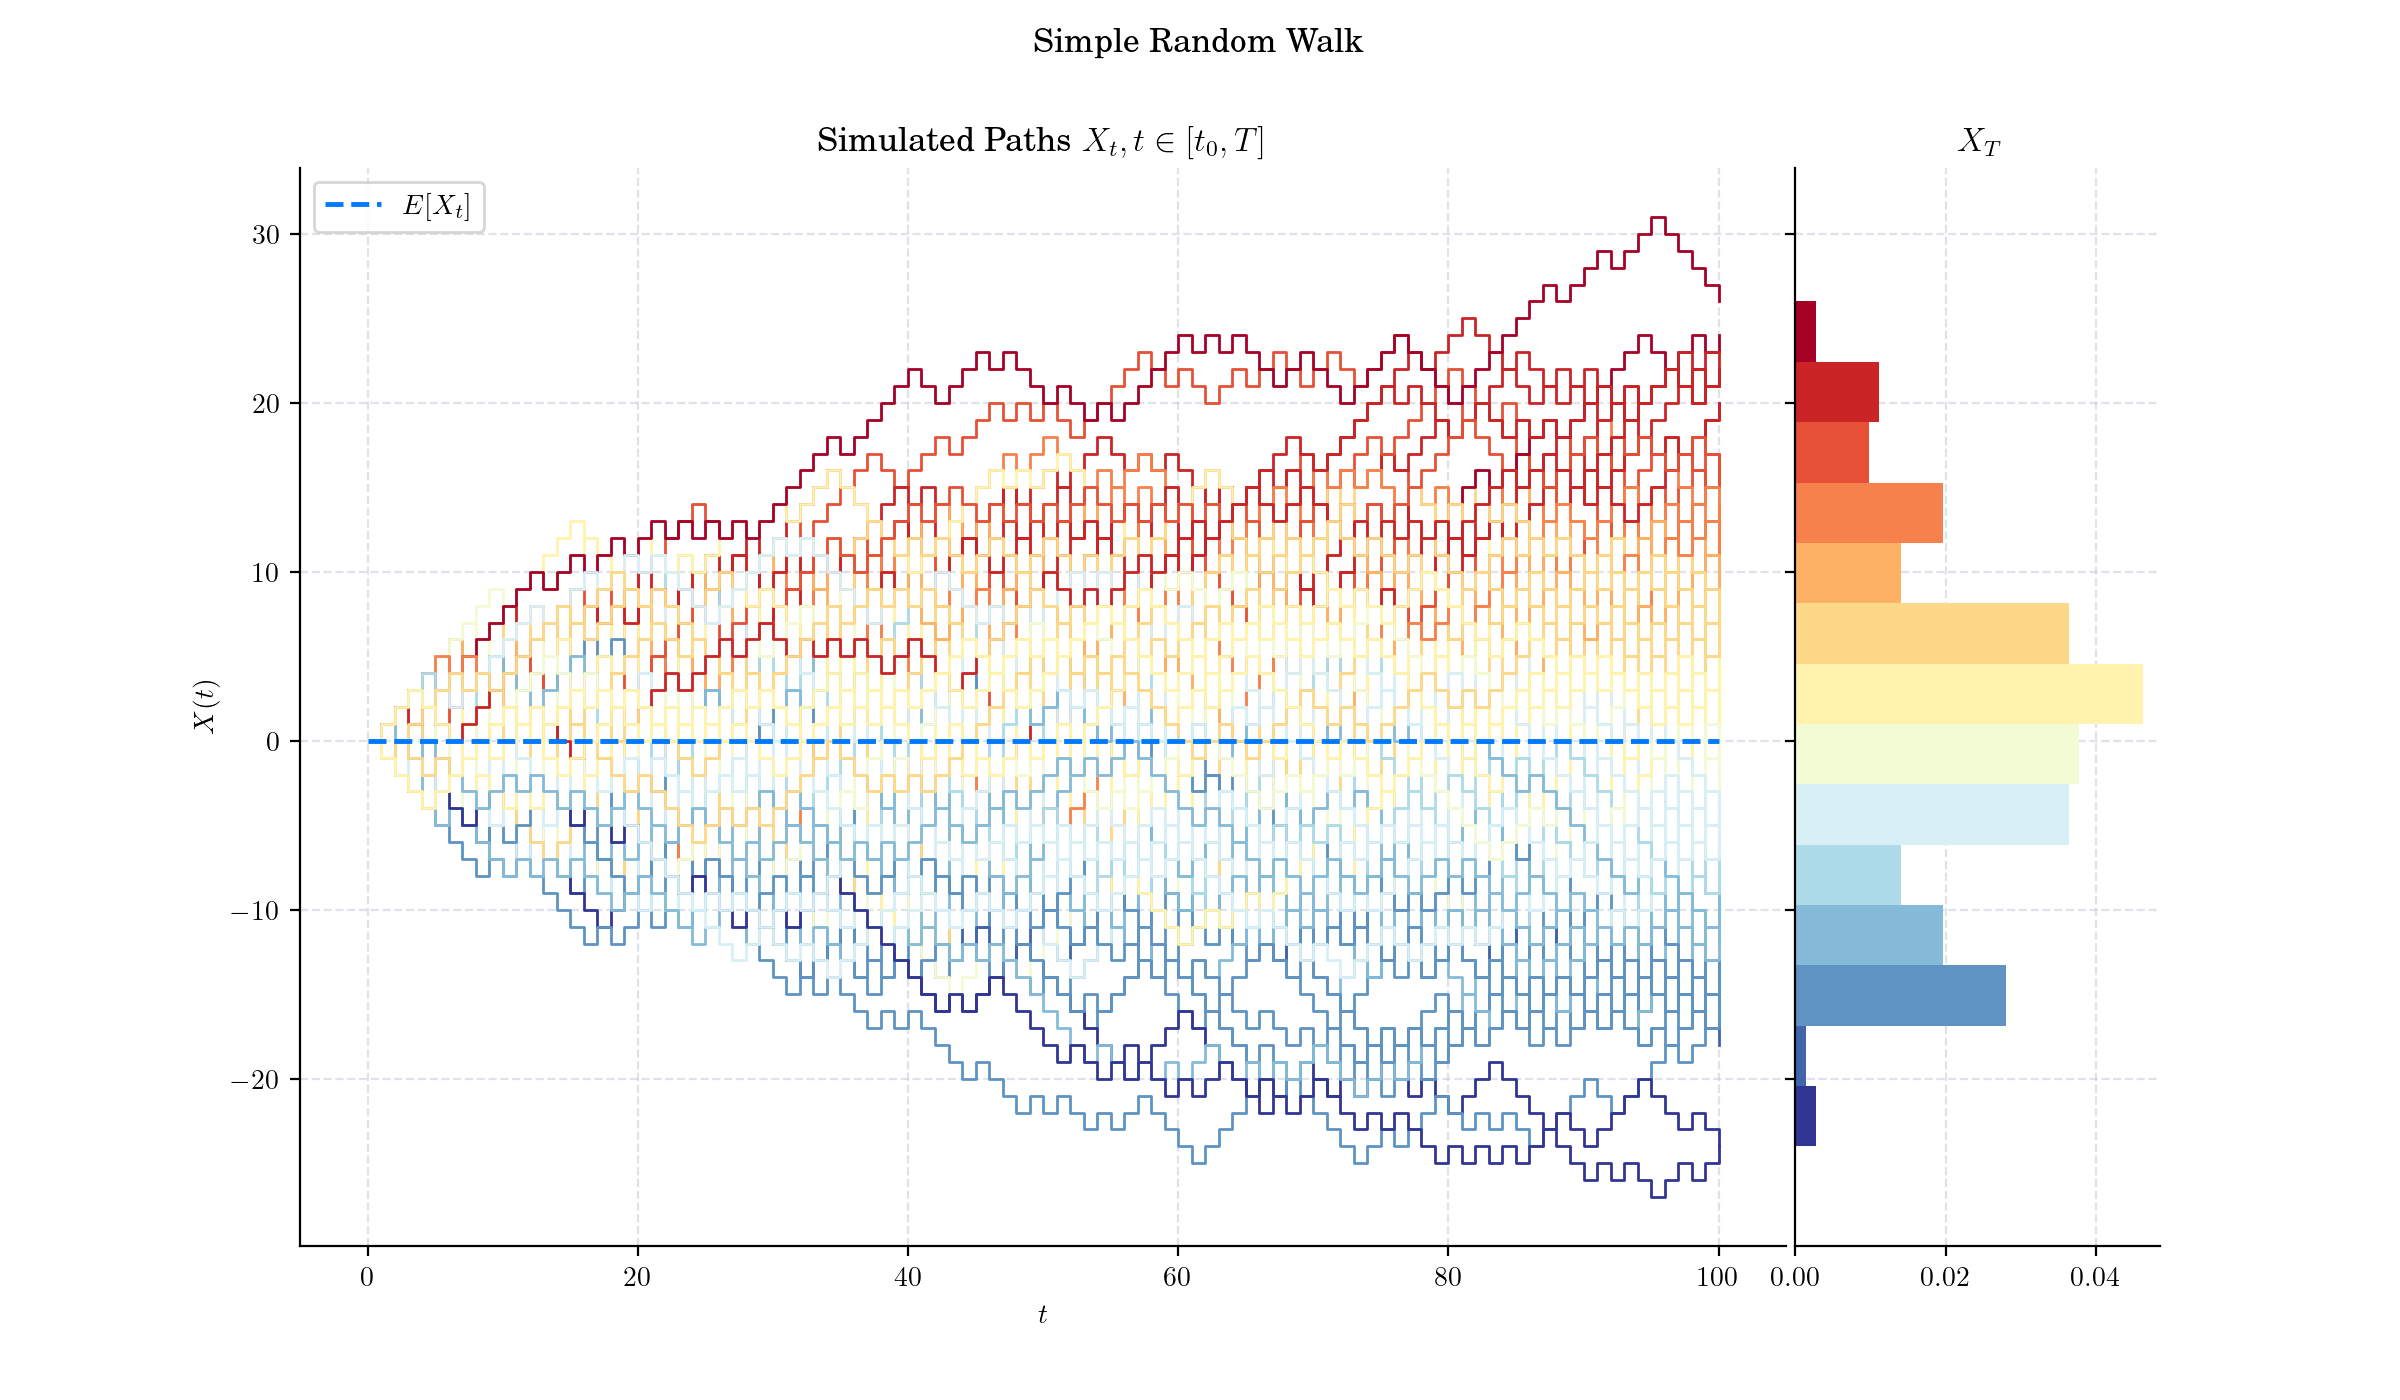 Simple Random Walk
Simulated Paths $X_t, t \in [t_0, T]$
$X_T$
$E[X_t]$
30
20
10
0
−10
−20
$X(t)$
0
20
40
60
80
100
0.00
0.02
0.04
$t$